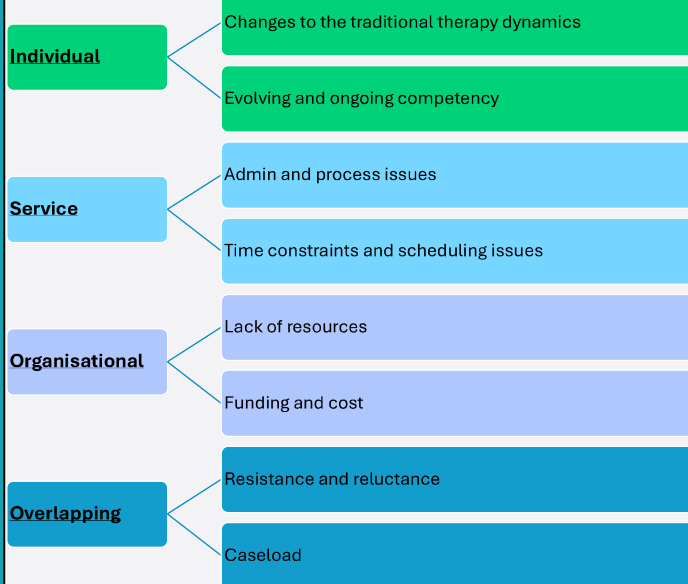 Individual
Changes to the traditional therapy dynamics
Evolving and ongoing competency
Service
Admin and process issues
Time constraints and scheduling issues
Organisational
Lack of resources
Funding and cost
Overlapping
Resistance and reluctance
Caseload